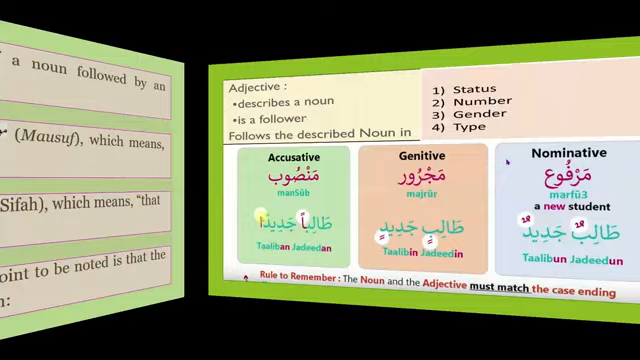 a noun followed by an
(Mausuf), which means,
Sifah), which means, "that
oint to be noted is that the
n:
Adjective :
•describes a noun
•is a follower
Follows the described Noun in
1) Status
2) Number
3) Gender
4) Type
Accusative
مَنْصُوب
manSūb
طَالِباً جَدِيدًا
Taaliban Jadeedan
Genitive
مَجْرُور
majrūr
طَالِبٍ جَدِيدٍ
Taalibin Jadeedin
Nominative
مَرْفُوع
marfū3
a new student
طَالِبٌ جَدِيدٌ
Taalibun Jadeedun
Rule to Remember : The Noun and the Adjective must match the case ending